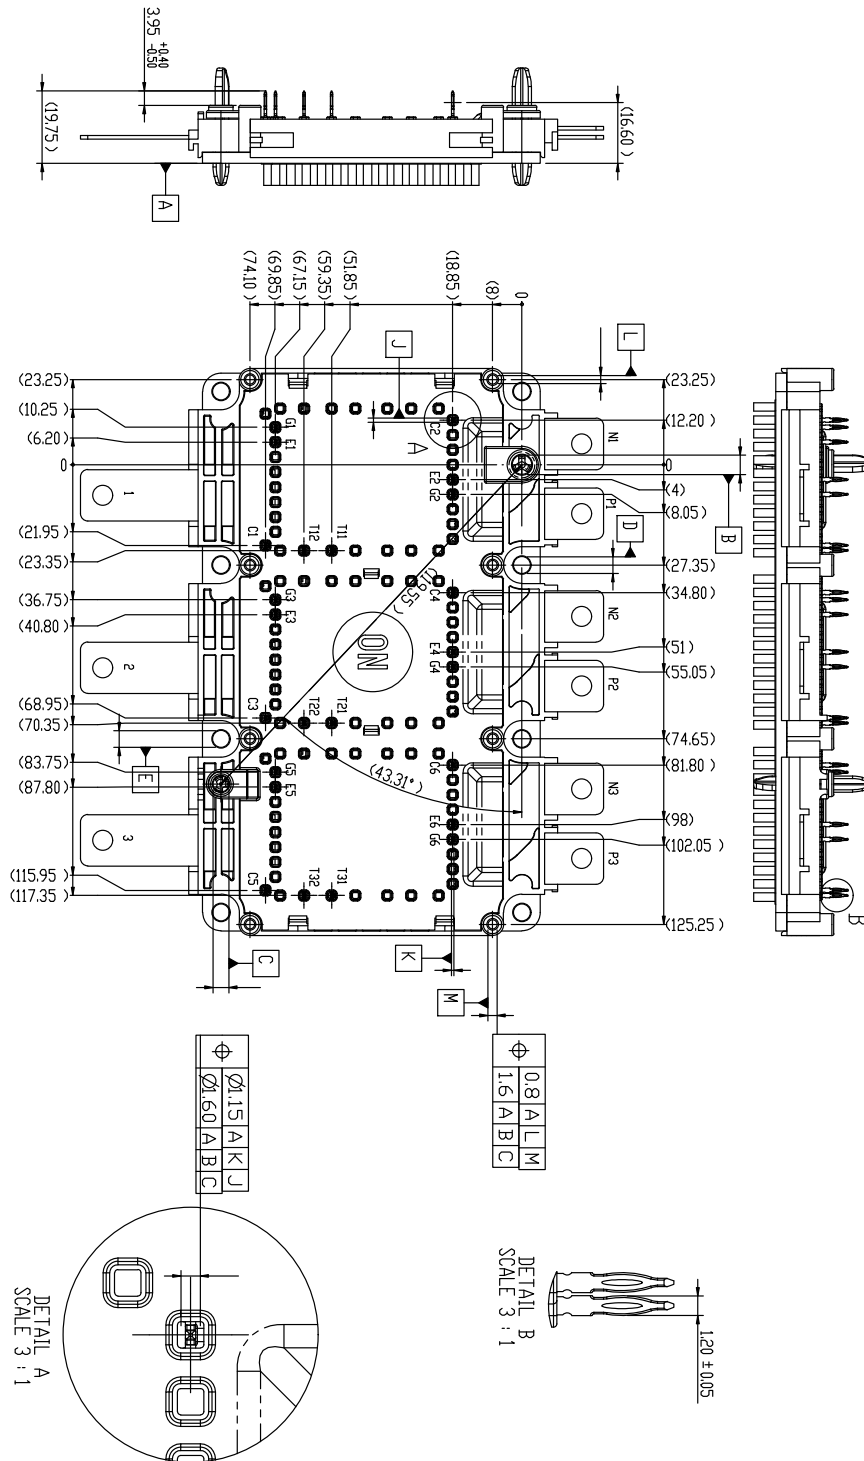 3.95 +0.40 -0.50
(19.75)
(16.60)
A
(74.10)
(69.85)
(67.15)
(59.35)
(51.85)
(18.85)
(8)
0
J
L
(23.25)
(10.25)
(6.20)
0
(21.95)
(23.35)
(36.75)
(40.80)
(68.95)
(70.35)
(83.75)
(87.80)
(115.95)
(117.35)
(23.25)
(12.20)
0
(4)
(8.05)
(27.35)
(34.80)
(51)
(55.05)
(74.65)
(81.80)
(98)
(102.05)
(125.25)
B
D
E
C
K
M
G1
E1
C2
A
E2
G2
C1
T12
T11
N1
P1
1
G3
E3
C4
E4
G4
C3
T22
T21
N2
P2
2
ON
(119.55)
(43.31°)
G5
E5
C6
E6
G6
C5
T32
T31
N3
P3
3
B
0.8 A L M
1.6 A B C
Ø1.15 A K J
Ø1.60 A B C
DETAIL A
SCALE 3 : 1
DETAIL B
SCALE 3 : 1
1.20 ±0.05